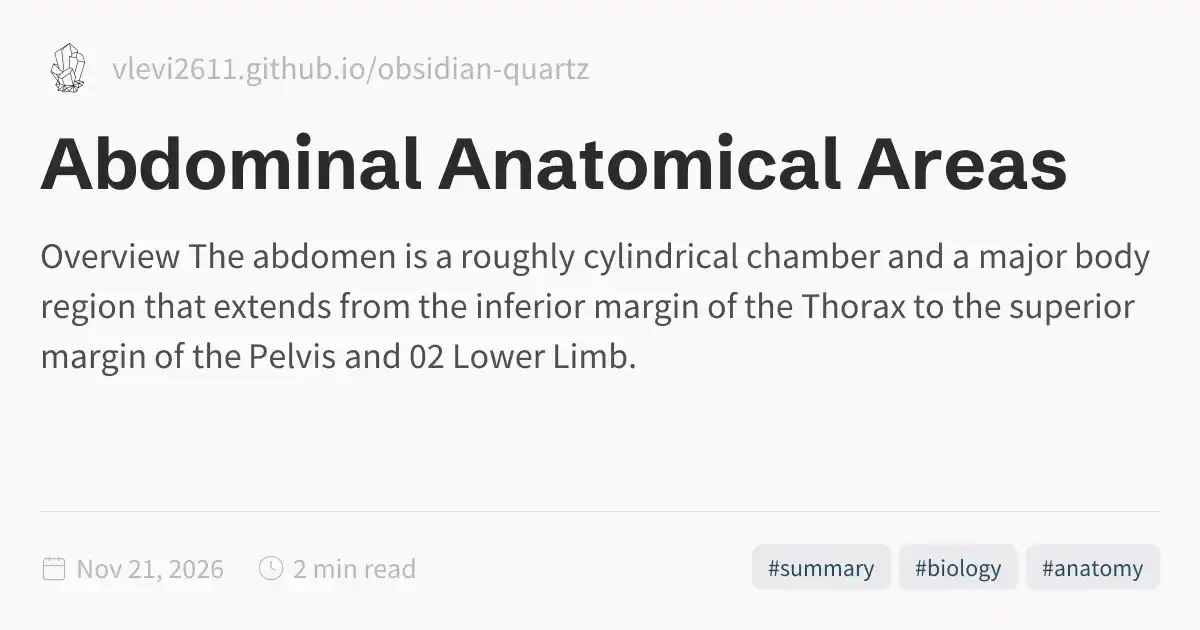 vlevi2611.github.io/obsidian-quartz
Abdominal Anatomical Areas
Overview The abdomen is a roughly cylindrical chamber and a major body
region that extends from the inferior margin of the Thorax to the superior
margin of the Pelvis and 02 Lower Limb.
Nov 21, 2026 2 min read #summary #biology #anatomy